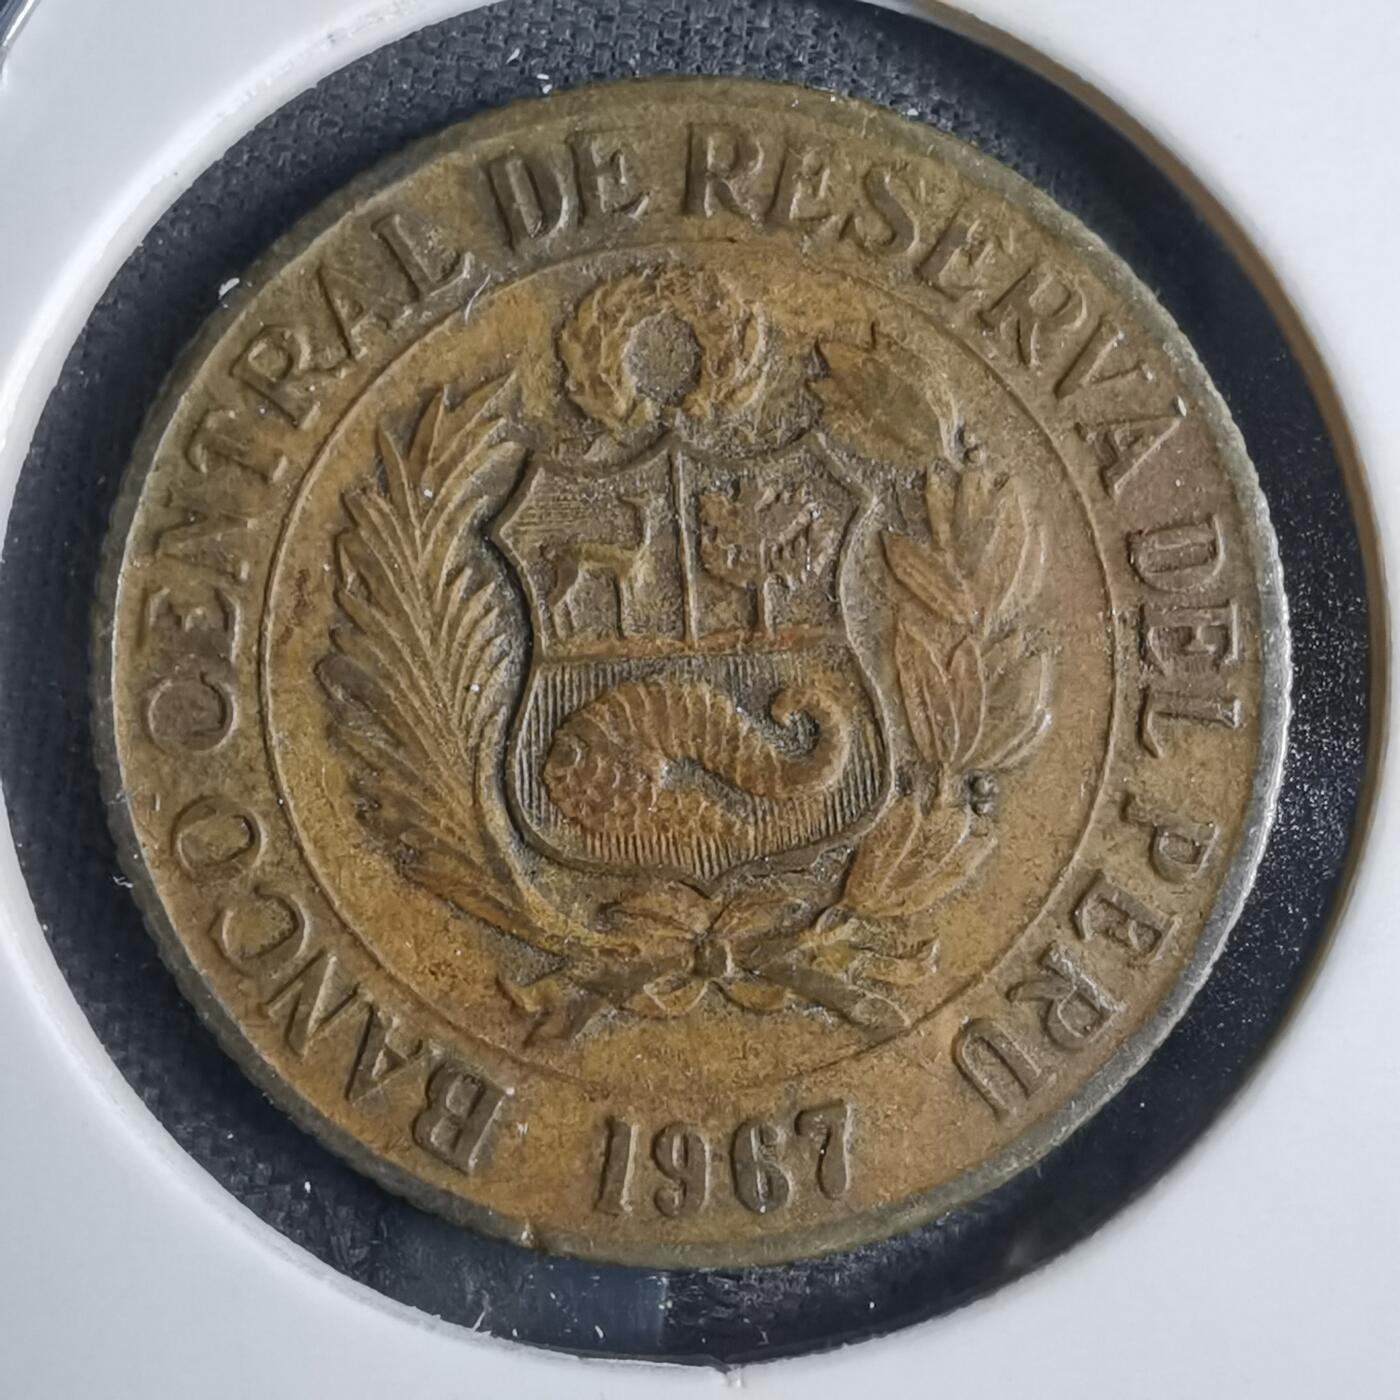 BANCO CENTRAL DE RESERVA DEL PERU
1967